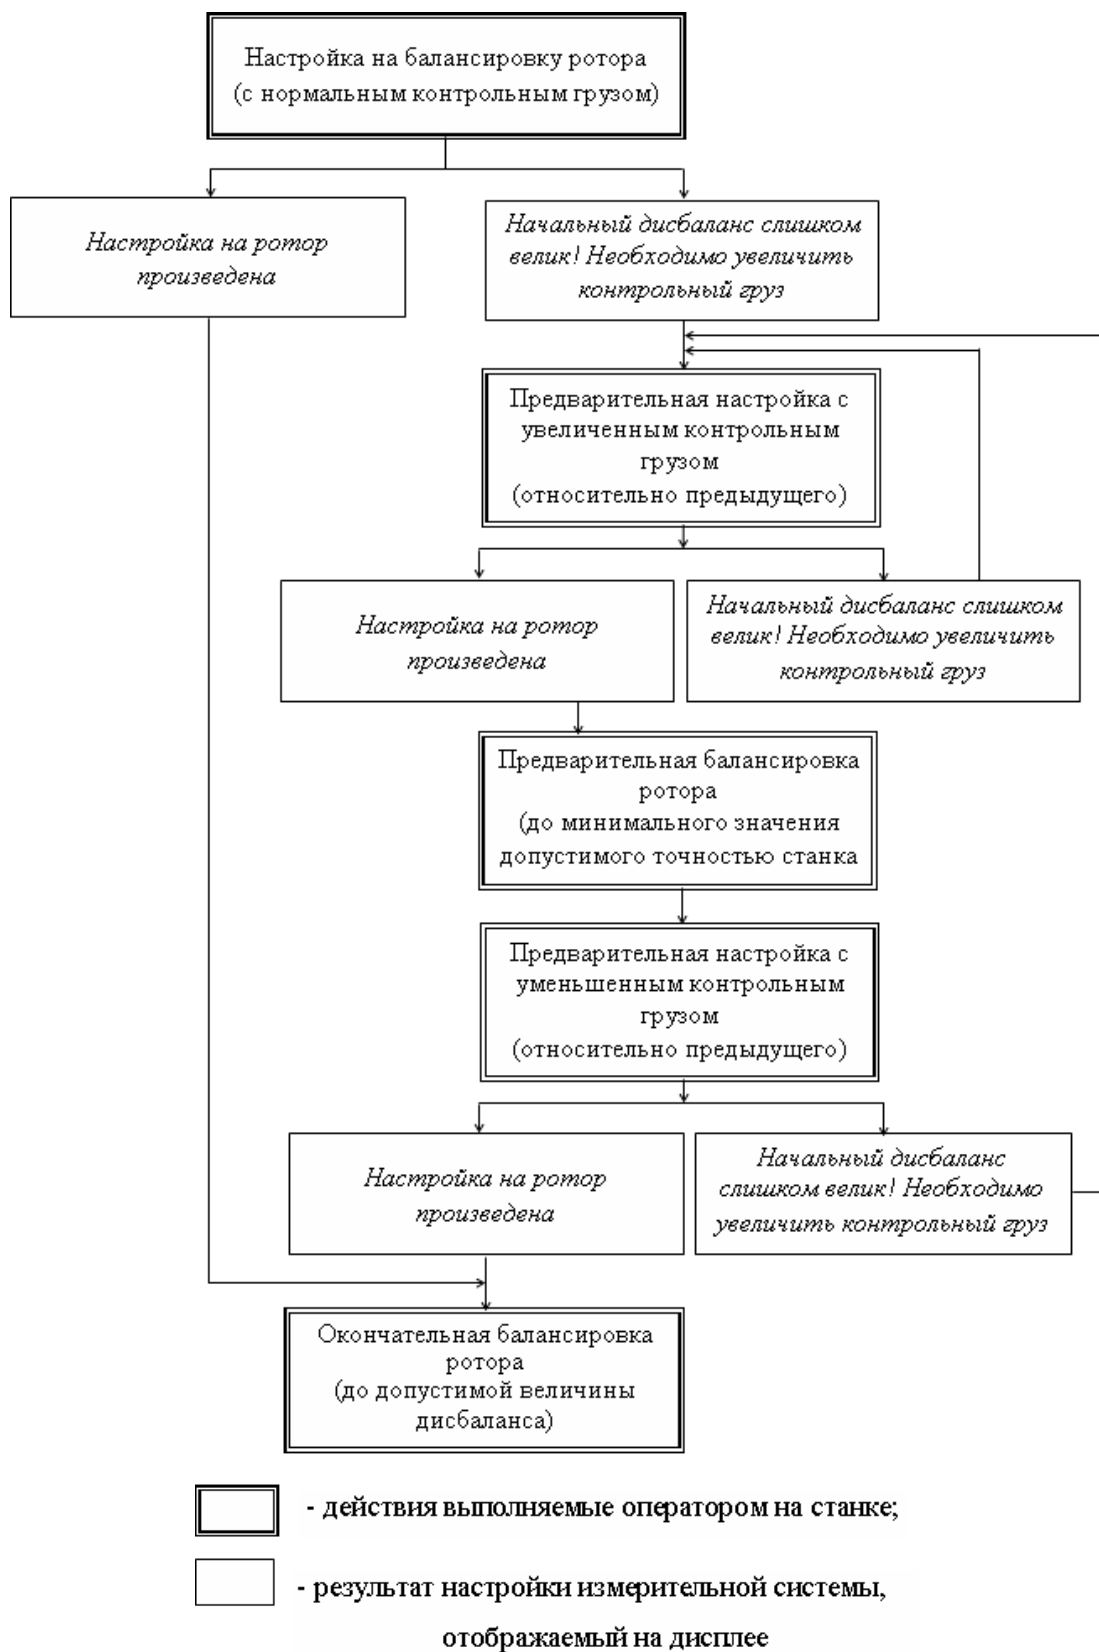 Настройка на балансировку ротора
(с нормальным контрольным грузом)
Настройка на ротор
произведена
Начальный дисбаланс слишком
велик! Необходимо увеличить
контрольный груз
Предварительная настройка с
увеличенным контрольным
грузом
(относительно предыдущего)
Настройка на ротор
произведена
Начальный дисбаланс слишком
велик! Необходимо увеличить
контрольный груз
Предварительная балансировка
ротора
(до минимального значения
допустимого точностью станка
Предварительная настройка с
уменьшенным контрольным
грузом
(относительно предыдущего)
Настройка на ротор
произведена
Начальный дисбаланс
слишком велик! Необходимо
увеличить контрольный груз
Окончательная балансировка
ротора
(до допустимой величины
дисбаланса)
- действия выполняемые оператором на станке;
- результат настройки измерительной системы,
отображаемый на дисплее